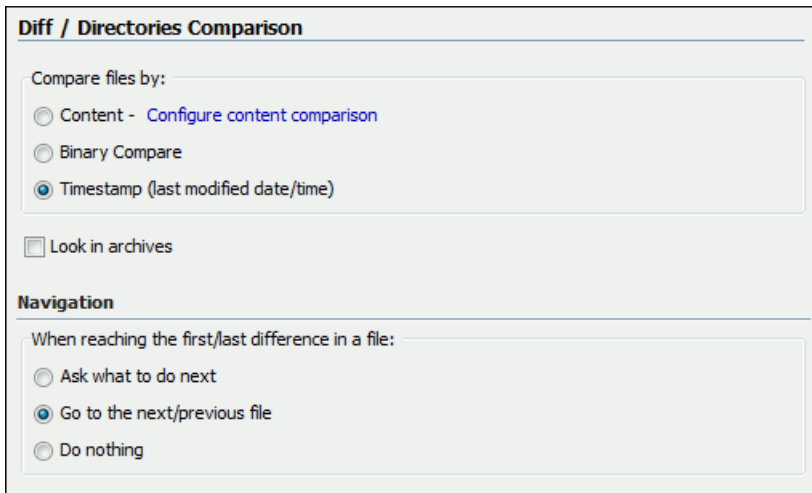 Diff / Directories Comparison
Compare files by:
Content - Configure content comparison
Binary Compare
Timestamp (last modified date/time)
Look in archives
Navigation
When reaching the first/last difference in a file:
Ask what to do next
Go to the next/previous file
Do nothing